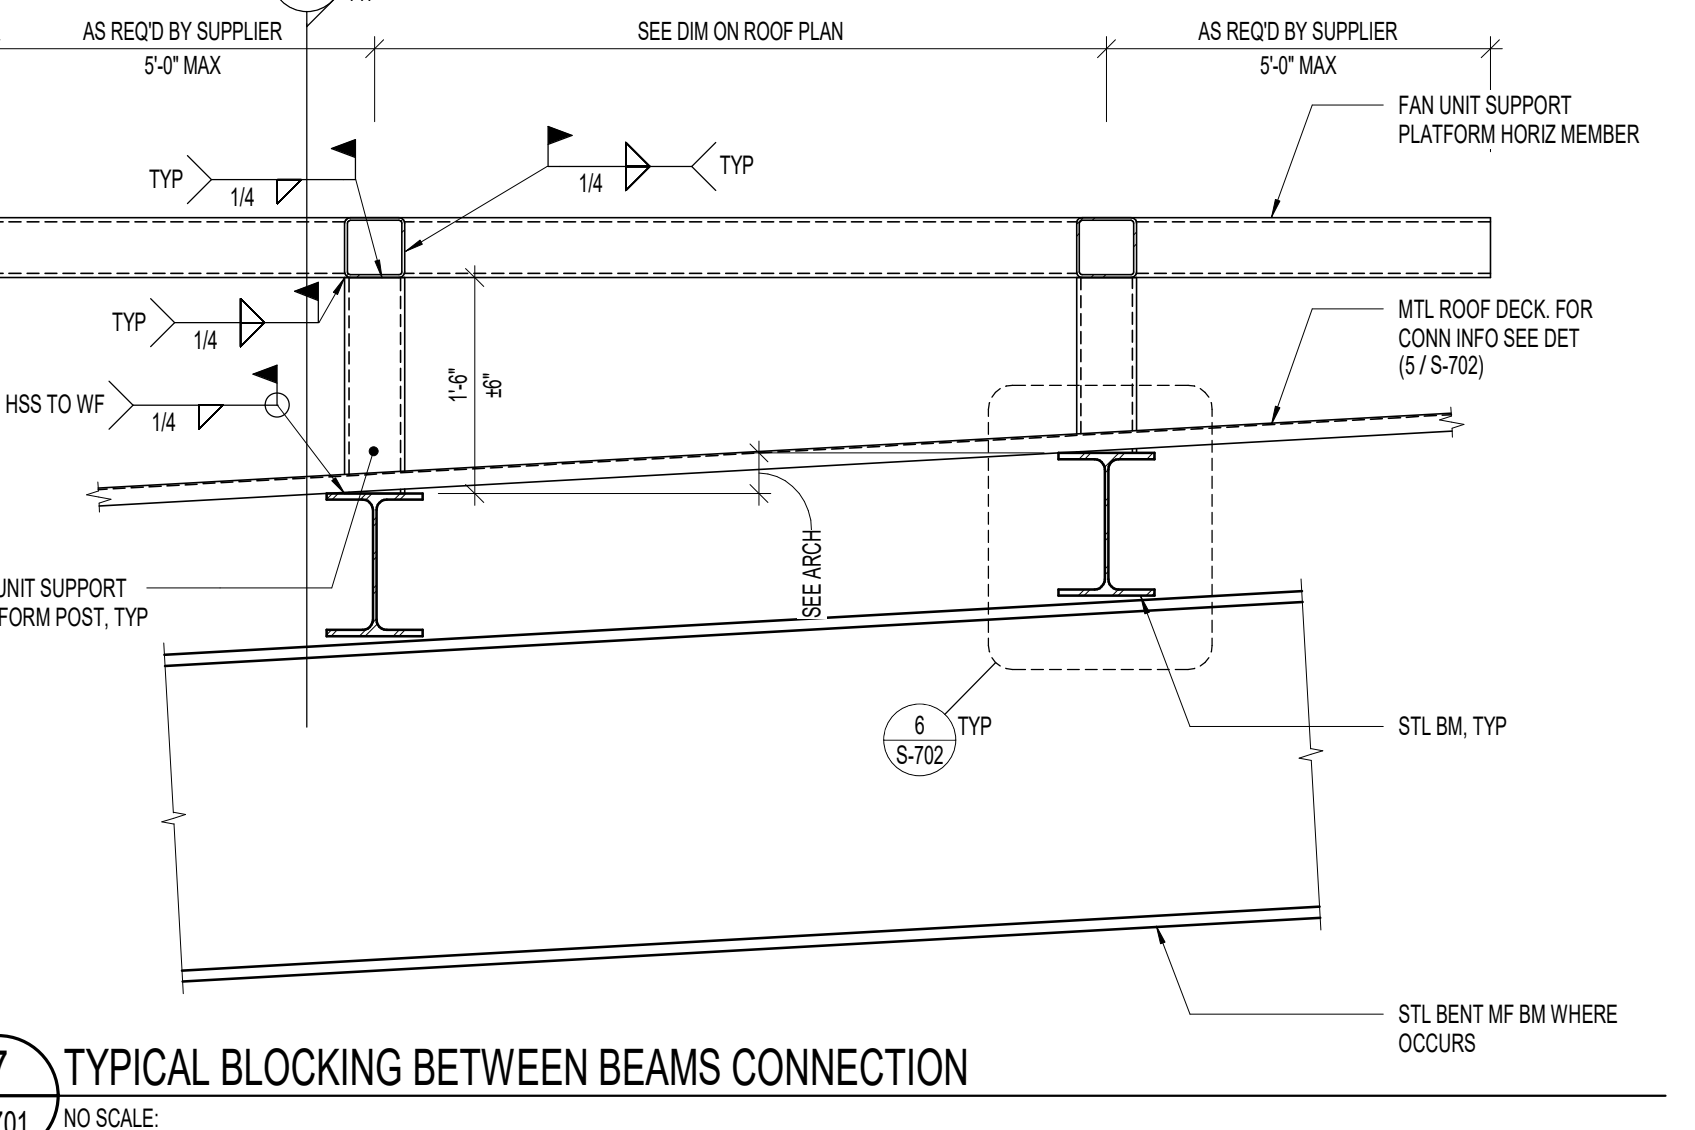 AS REQ'D BY SUPPLIER
5'-0" MAX
SEE DIM ON ROOF PLAN
AS REQ'D BY SUPPLIER
5'-0" MAX
FAN UNIT SUPPORT
PLATFORM HORIZ MEMBER
TYP
1/4
1/4
TYP
TYP
1/4
MTL ROOF DECK. FOR
CONN INFO SEE DET
(5 / S-702)
1'-6"
±6"
HSS TO WF
1/4
SEE ARCH
UNIT SUPPORT
FORM POST, TYP
6
S-702
TYP
STL BM, TYP
STL BENT MF BM WHERE
OCCURS
7
701
TYPICAL BLOCKING BETWEEN BEAMS CONNECTION
NO SCALE: